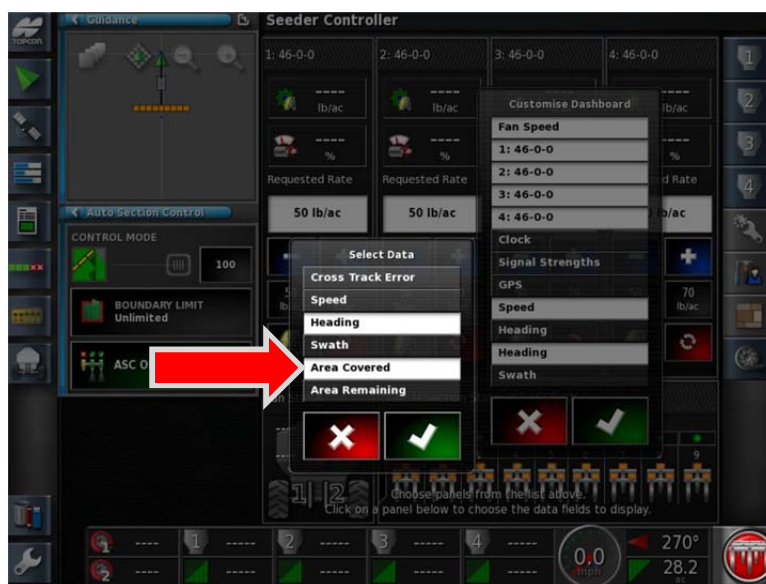 Guidance
Seeder Controller
TOPCON
1: 46-0-0
2: 46-0-0
3: 46-0-0
4: 46-0-0
1
2
3
4
----
lb/ac
----
lb/ac
lb/ac
----
%
----
%
%
Requested Rate
Requested Rate
d Rate
50 lb/ac
50 lb/ac
lb/ac
70
lb/ac
Customise Dashboard
Fan Speed
1: 46-0-0
2: 46-0-0
3: 46-0-0
4: 46-0-0
Clock
Signal Strengths
GPS
Speed
Heading
Heading
Swath
Auto Section Control
CONTROL MODE
100
BOUNDARY LIMIT
Unlimited
ASC O
Select Data
Cross Track Error
Speed
Heading
Swath
Area Covered
Area Remaining
1 2
9
Choose panels from the list above.
Click on a panel below to choose the data fields to display.
1 ----
1 -----
2 -----
3 -----
4 -----
0.0
mph
270°
2 ----
-----
-----
-----
-----
28.2